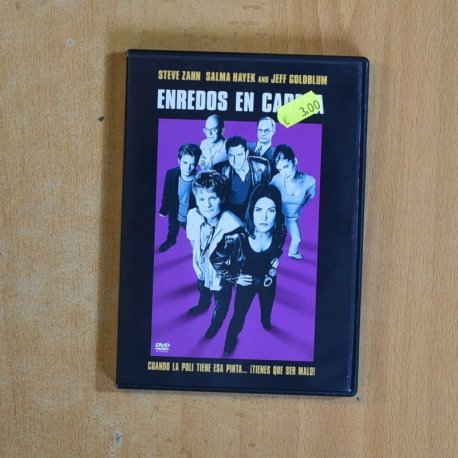 STEVE ZAHN SALMA HAYEK AND JEFF GOLDBLUM
ENREDOS EN
€ 3,00
DVD
CUANDO LA POLI TIENE ESA PINTA... ¡TIENES QUE SER MALO!